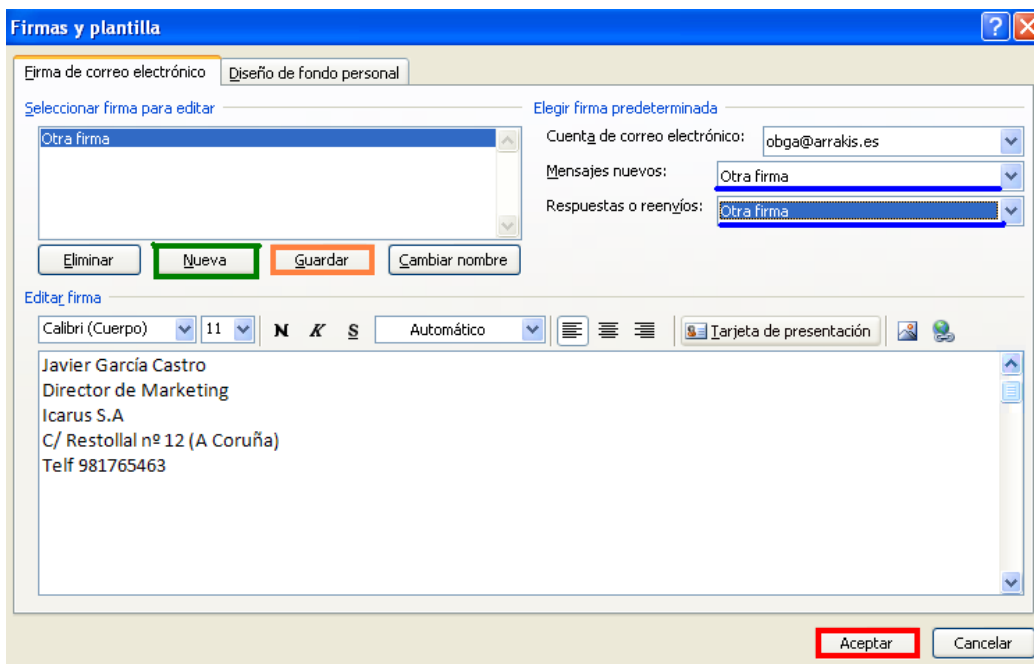 Firmas y plantilla
Firma de correo electrónico Diseño de fondo personal
Seleccionar firma para editar
Otra firma
Eliminar Nueva Guardar Cambiar nombre
Elegir firma predeterminada
Cuenta de correo electrónico: obga@arrakis.es
Mensajes nuevos: Otra firma
Respuestas o reenvíos: Otra firma
Editar firma
Calibri (Cuerpo) 11 N K S Automático Tarjeta de presentación
Javier García Castro
Director de Marketing
Icarus S.A
C/ Restollal nº 12 (A Coruña)
Telf 981765463
Aceptar Cancelar